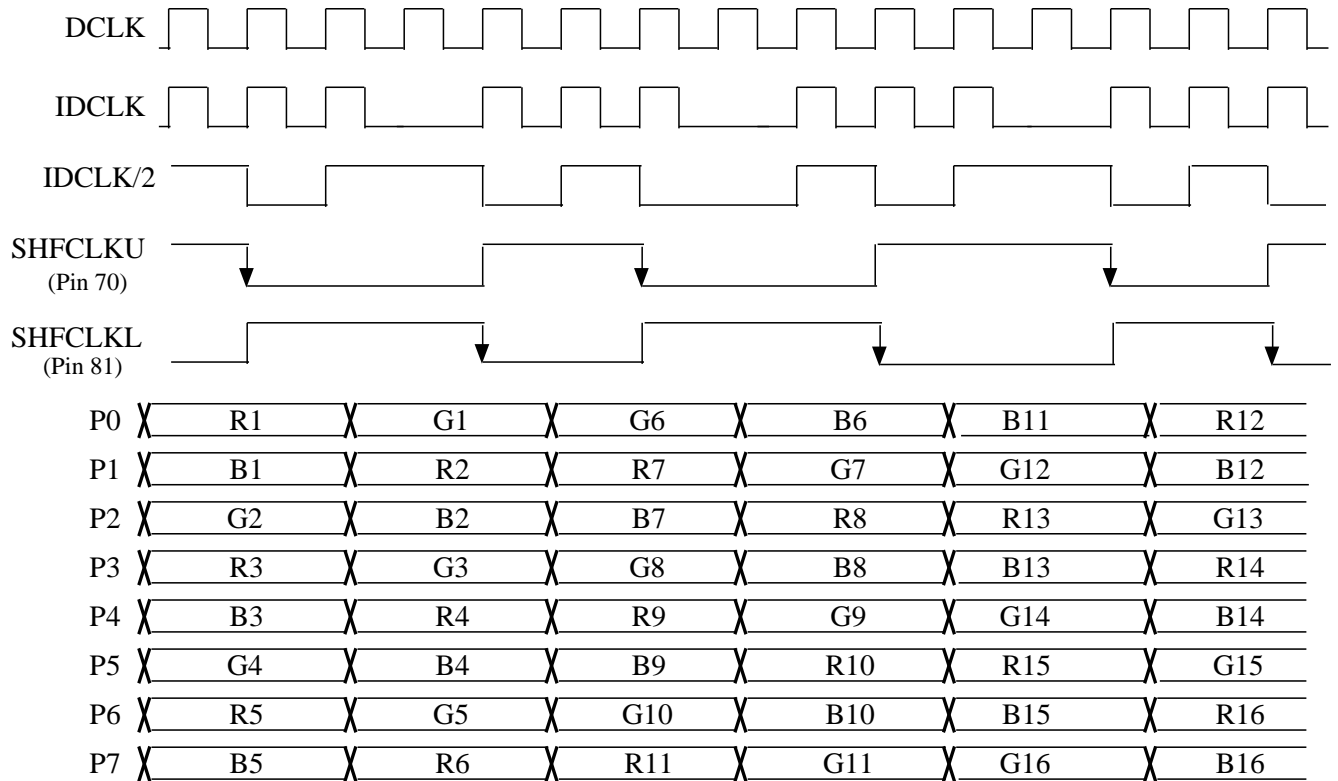 DCLK
IDCLK
IDCLK/2
SHFCLKU
(Pin 70)
SHFCLKL
(Pin 81)
P0 R1 G1 G6 B6 B11 R12
P1 B1 R2 R7 G7 G12 B12
P2 G2 B2 B7 R8 R13 G13
P3 R3 G3 G8 B8 B13 R14
P4 B3 R4 R9 G9 G14 B14
P5 G4 B4 B9 R10 R15 G15
P6 R5 G5 G10 B10 B15 R16
P7 B5 R6 R11 G11 G16 B16